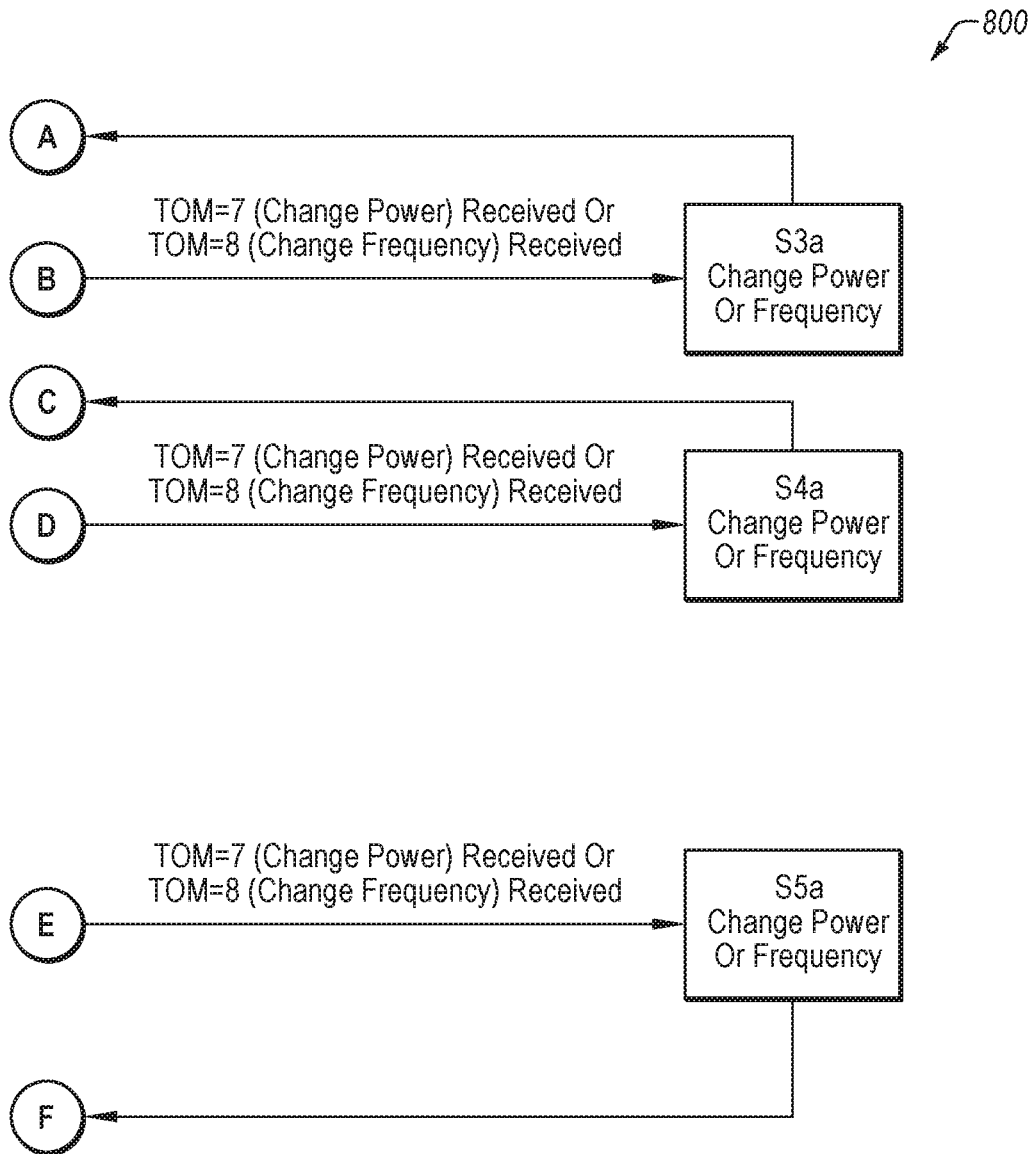 800
A
TOM=7 (Change Power) Received Or
TOM=8 (Change Frequency) Received
B
S3a
Change Power
Or Frequency
C
TOM=7 (Change Power) Received Or
TOM=8 (Change Frequency) Received
D
S4a
Change Power
Or Frequency
TOM=7 (Change Power) Received Or
TOM=8 (Change Frequency) Received
E
S5a
Change Power
Or Frequency
F